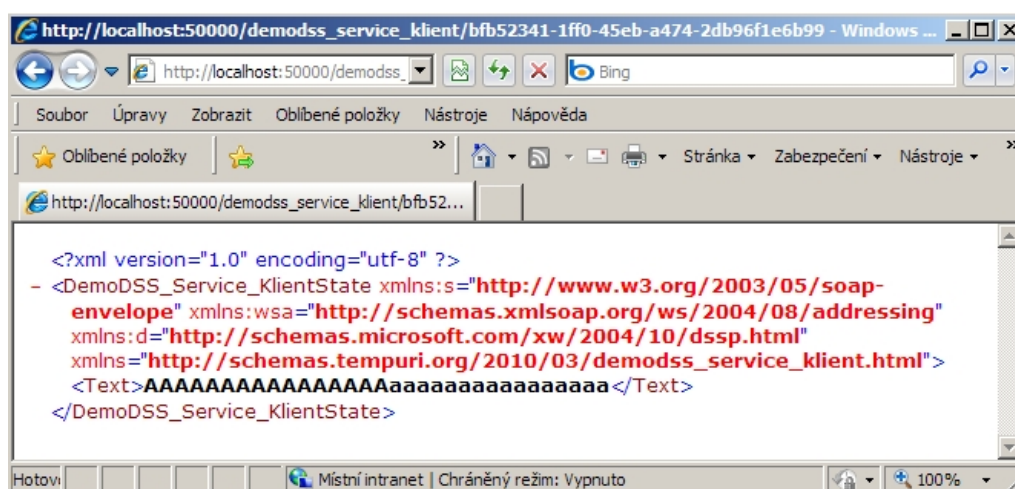 http://localhost:50000/demodss_service_klient/bfb52341-1ff0-45eb-a474-2db96f1e6b99 - Windows ...
http://localhost:50000/demodss_
Bing
Soubor Úpravy Zobrazit Oblíbené položky Nástroje Nápověda
Oblíbené položky » Stránka Zabezpečení Nástroje »
http://localhost:50000/demodss_service_klient/bfb52...
<?xml version="1.0" encoding="utf-8" ?>
- <DemoDSS_Service_KlientState xmlns:s="http://www.w3.org/2003/05/soap-
envelope" xmlns:wsa="http://schemas.xmlsoap.org/ws/2004/08/addressing"
xmlns:d="http://schemas.microsoft.com/xw/2004/10/dssp.html"
xmlns="http://schemas.tempuri.org/2010/03/demodss_service_klient.html">
<Text>AAAAAAAAAAAAAAAAaaaaaaaaaaaaaaaa</Text>
</DemoDSS_Service_KlientState>
Místní intranet | Chráněný režim: Vypnuto 100%